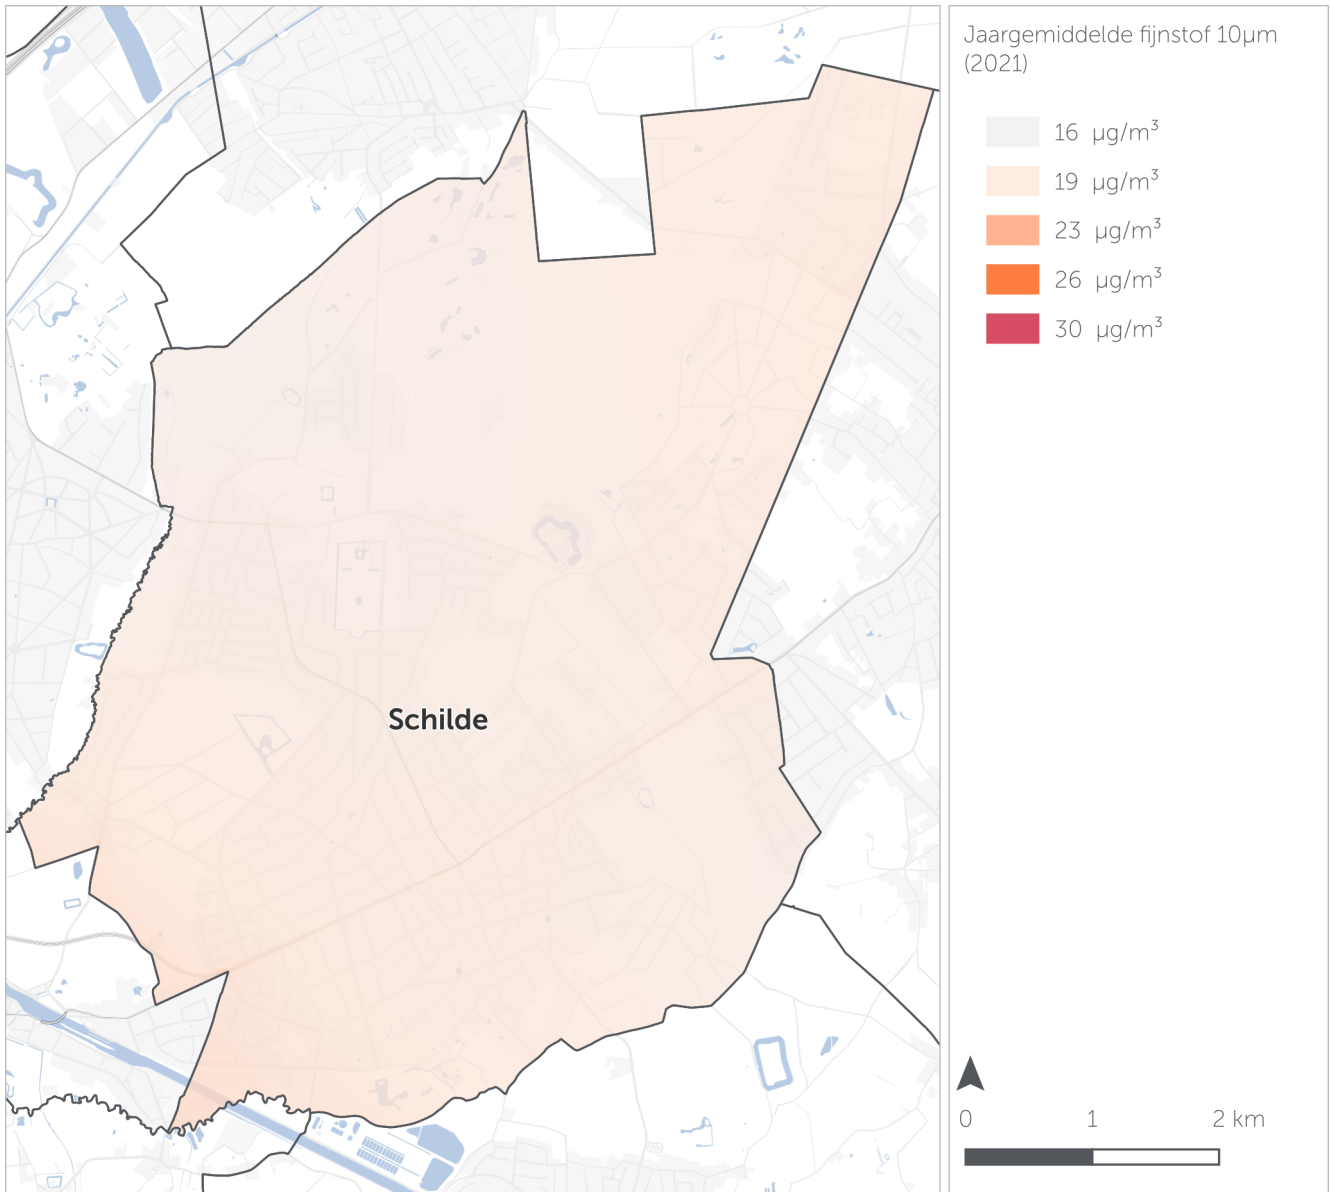 Jaargemiddelde fijnstof 10µm
(2021)
16 µg/m³
19 µg/m³
23 µg/m³
26 µg/m³
30 µg/m³
Schilde
0 1 2 km